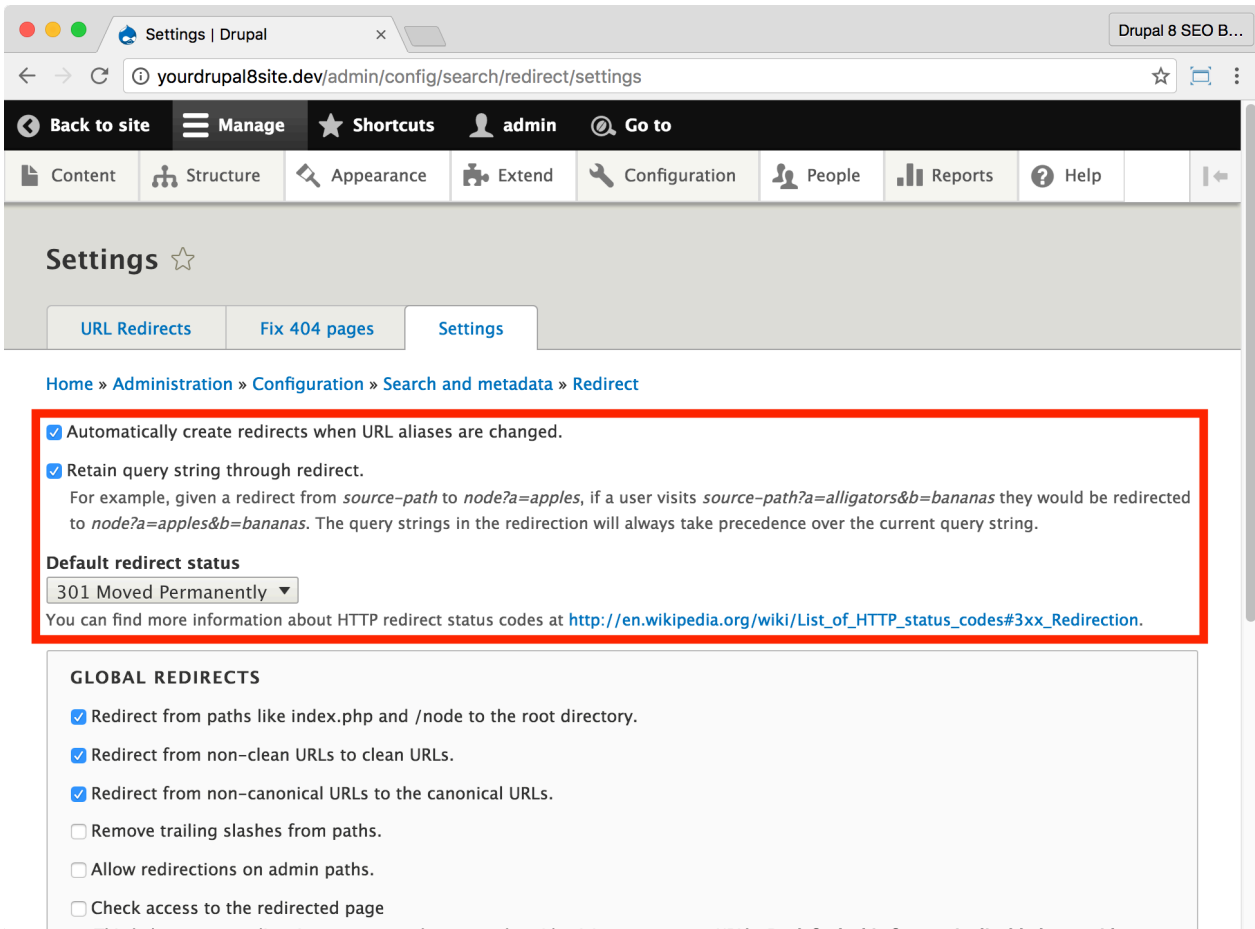 Settings | Drupal
Drupal 8 SEO B...
yourdrupal8site.dev/admin/config/search/redirect/settings
Back to site Manage Shortcuts admin Go to
Content Structure Appearance Extend Configuration People Reports Help
Settings
URL Redirects Fix 404 pages Settings
Home » Administration » Configuration » Search and metadata » Redirect
Automatically create redirects when URL aliases are changed.
Retain query string through redirect.
For example, given a redirect from source-path to node?a=apples, if a user visits source-path?a=alligators&b=bananas they would be redirected
to node?a=apples&b=bananas. The query strings in the redirection will always take precedence over the current query string.
Default redirect status
301 Moved Permanently
You can find more information about HTTP redirect status codes at http://en.wikipedia.org/wiki/List_of_HTTP_status_codes#3xx_Redirection.
GLOBAL REDIRECTS
Redirect from paths like index.php and /node to the root directory.
Redirect from non-clean URLs to clean URLs.
Redirect from non-canonical URLs to the canonical URLs.
Remove trailing slashes from paths.
Allow redirections on admin paths.
Check access to the redirected page